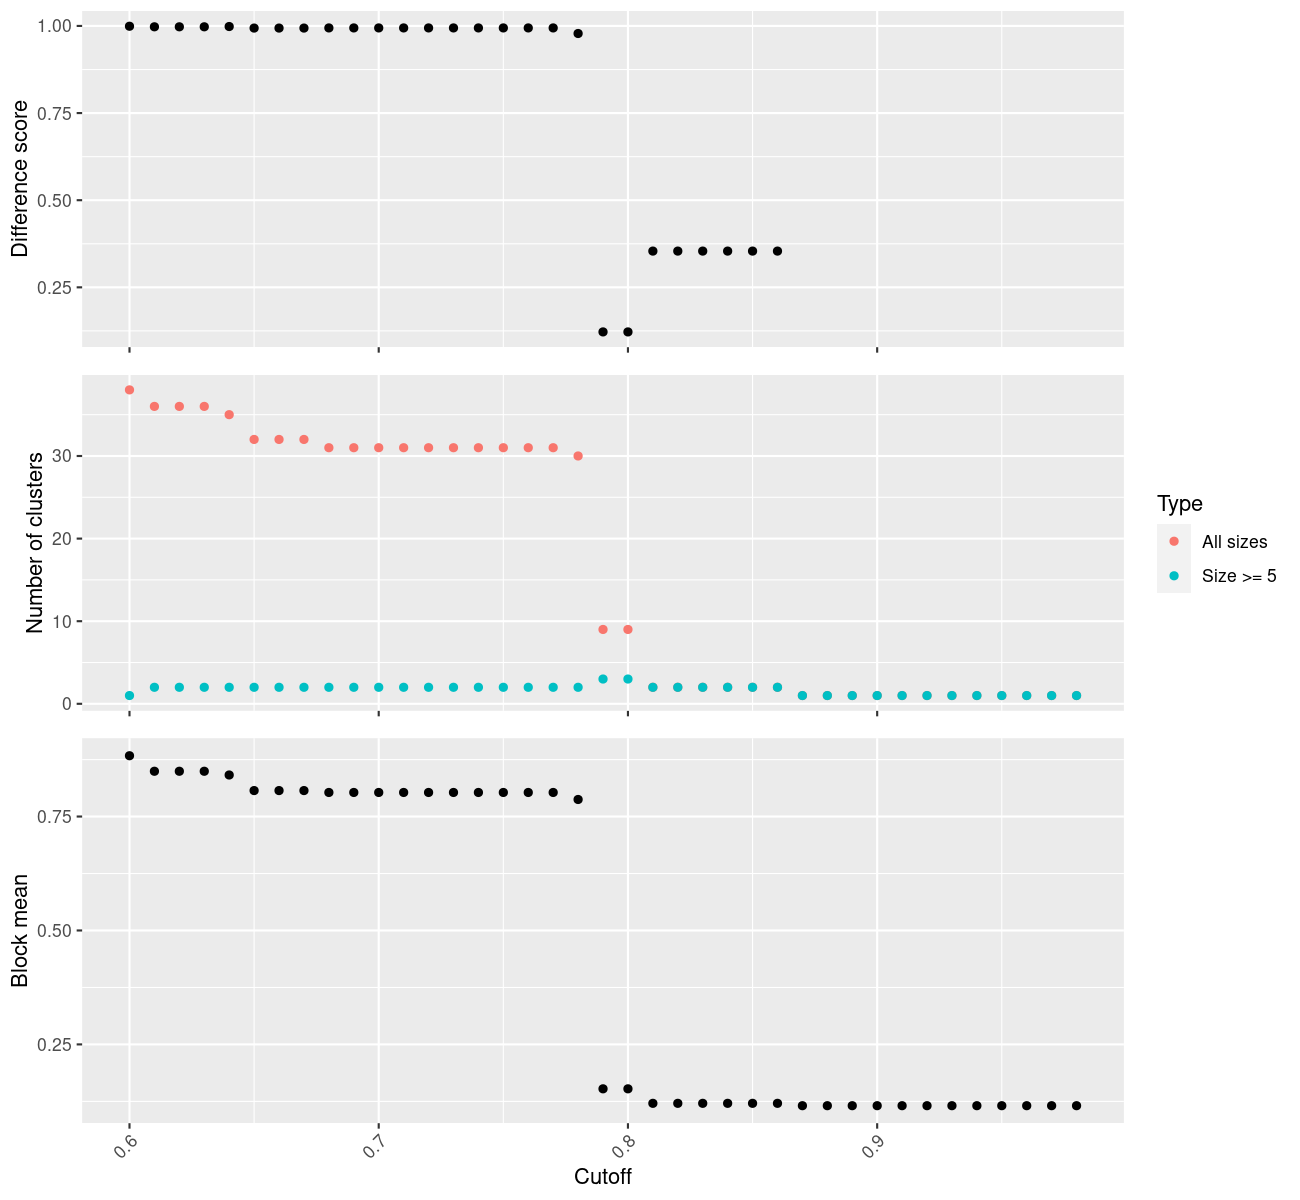 Difference score
1.00
0.75
0.50
0.25
Number of clusters
30
20
10
0
Type
All sizes
Size >= 5
Block mean
0.75
0.50
0.25
0.6
0.7
0.8
0.9
Cutoff